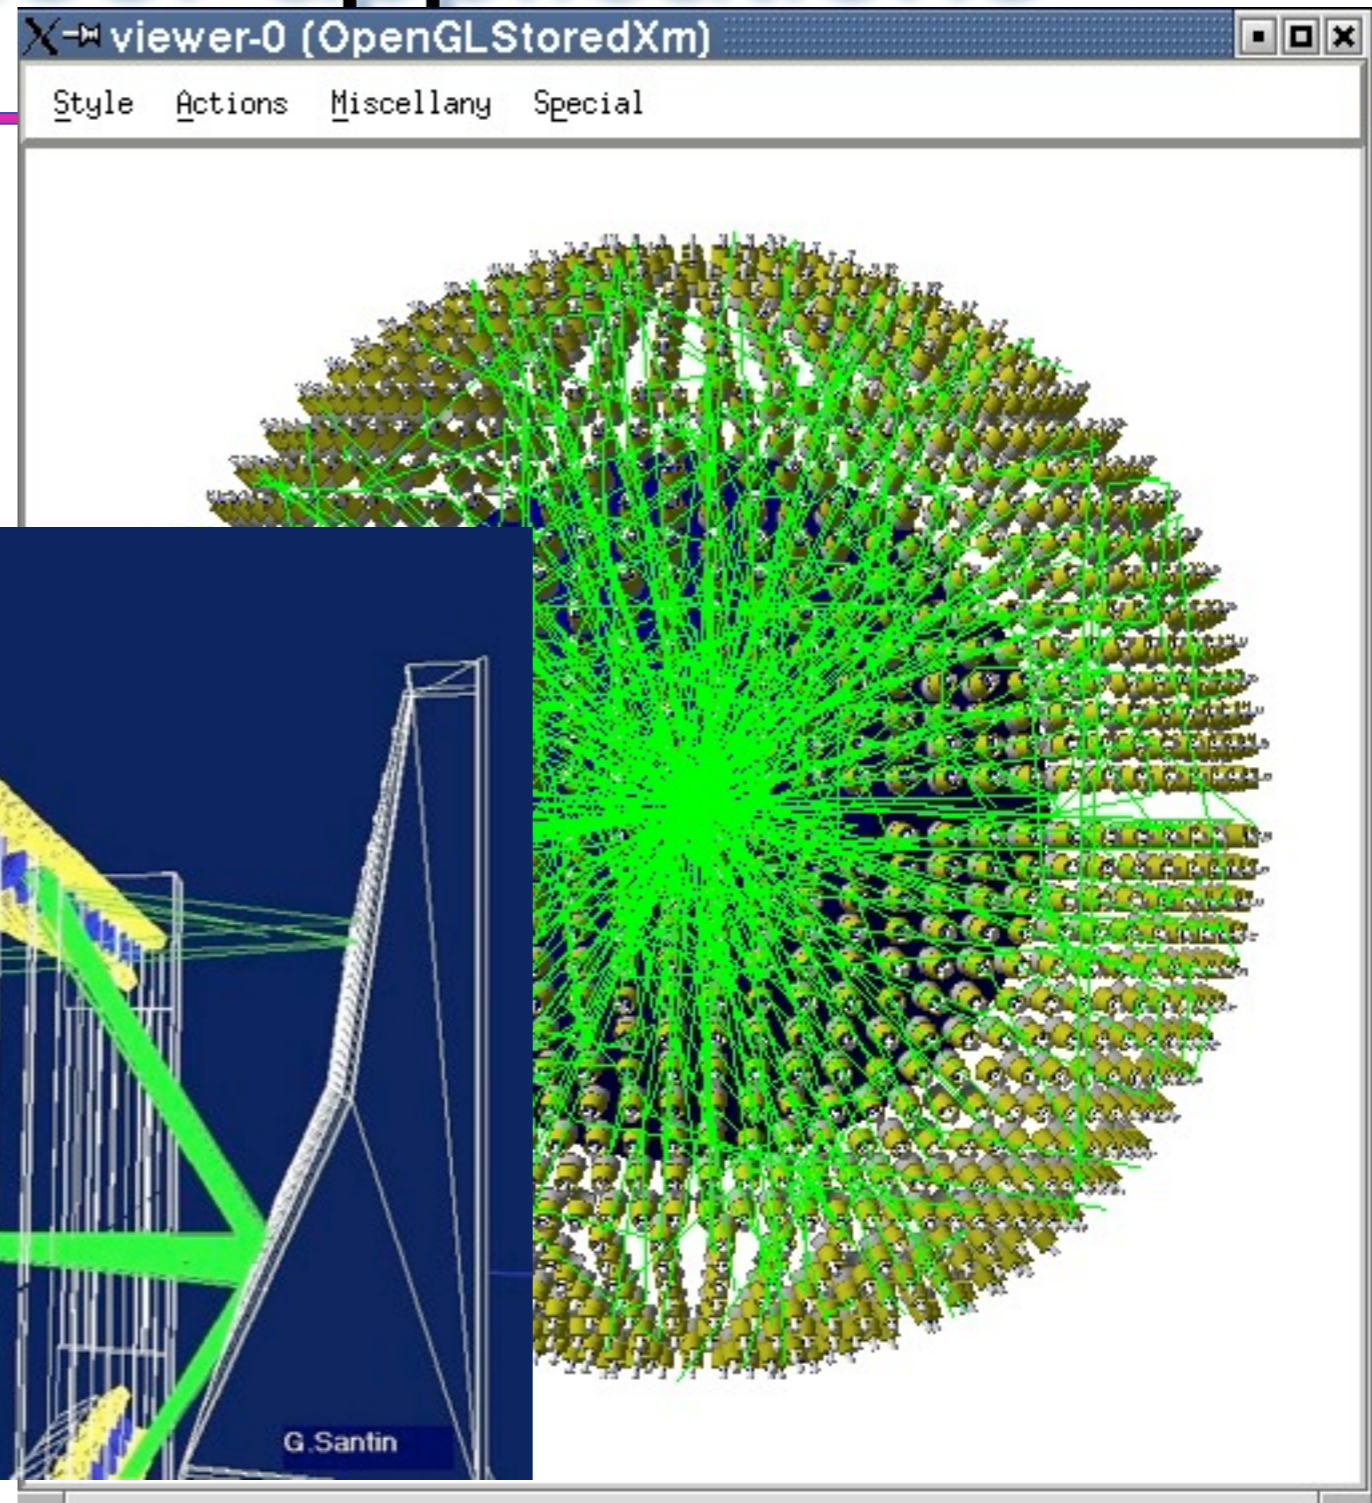 viewer-0 (OpenGLStoredXm)
Style Actions Miscellany Special
G.Santin